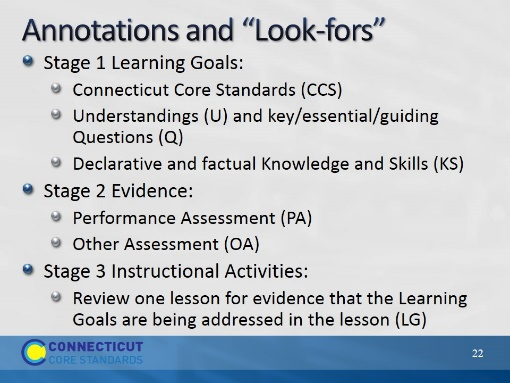 Annotations and “Look-fors”
Stage 1 Learning Goals:
Connecticut Core Standards (CCS)
Understandings (U) and key/essential/guiding
Questions (Q)
Declarative and factual Knowledge and Skills (KS)
Stage 2 Evidence:
Performance Assessment (PA)
Other Assessment (OA)
Stage 3 Instructional Activities:
Review one lesson for evidence that the Learning
Goals are being addressed in the lesson (LG)
CONNECTICUT
CORE STANDARDS
22